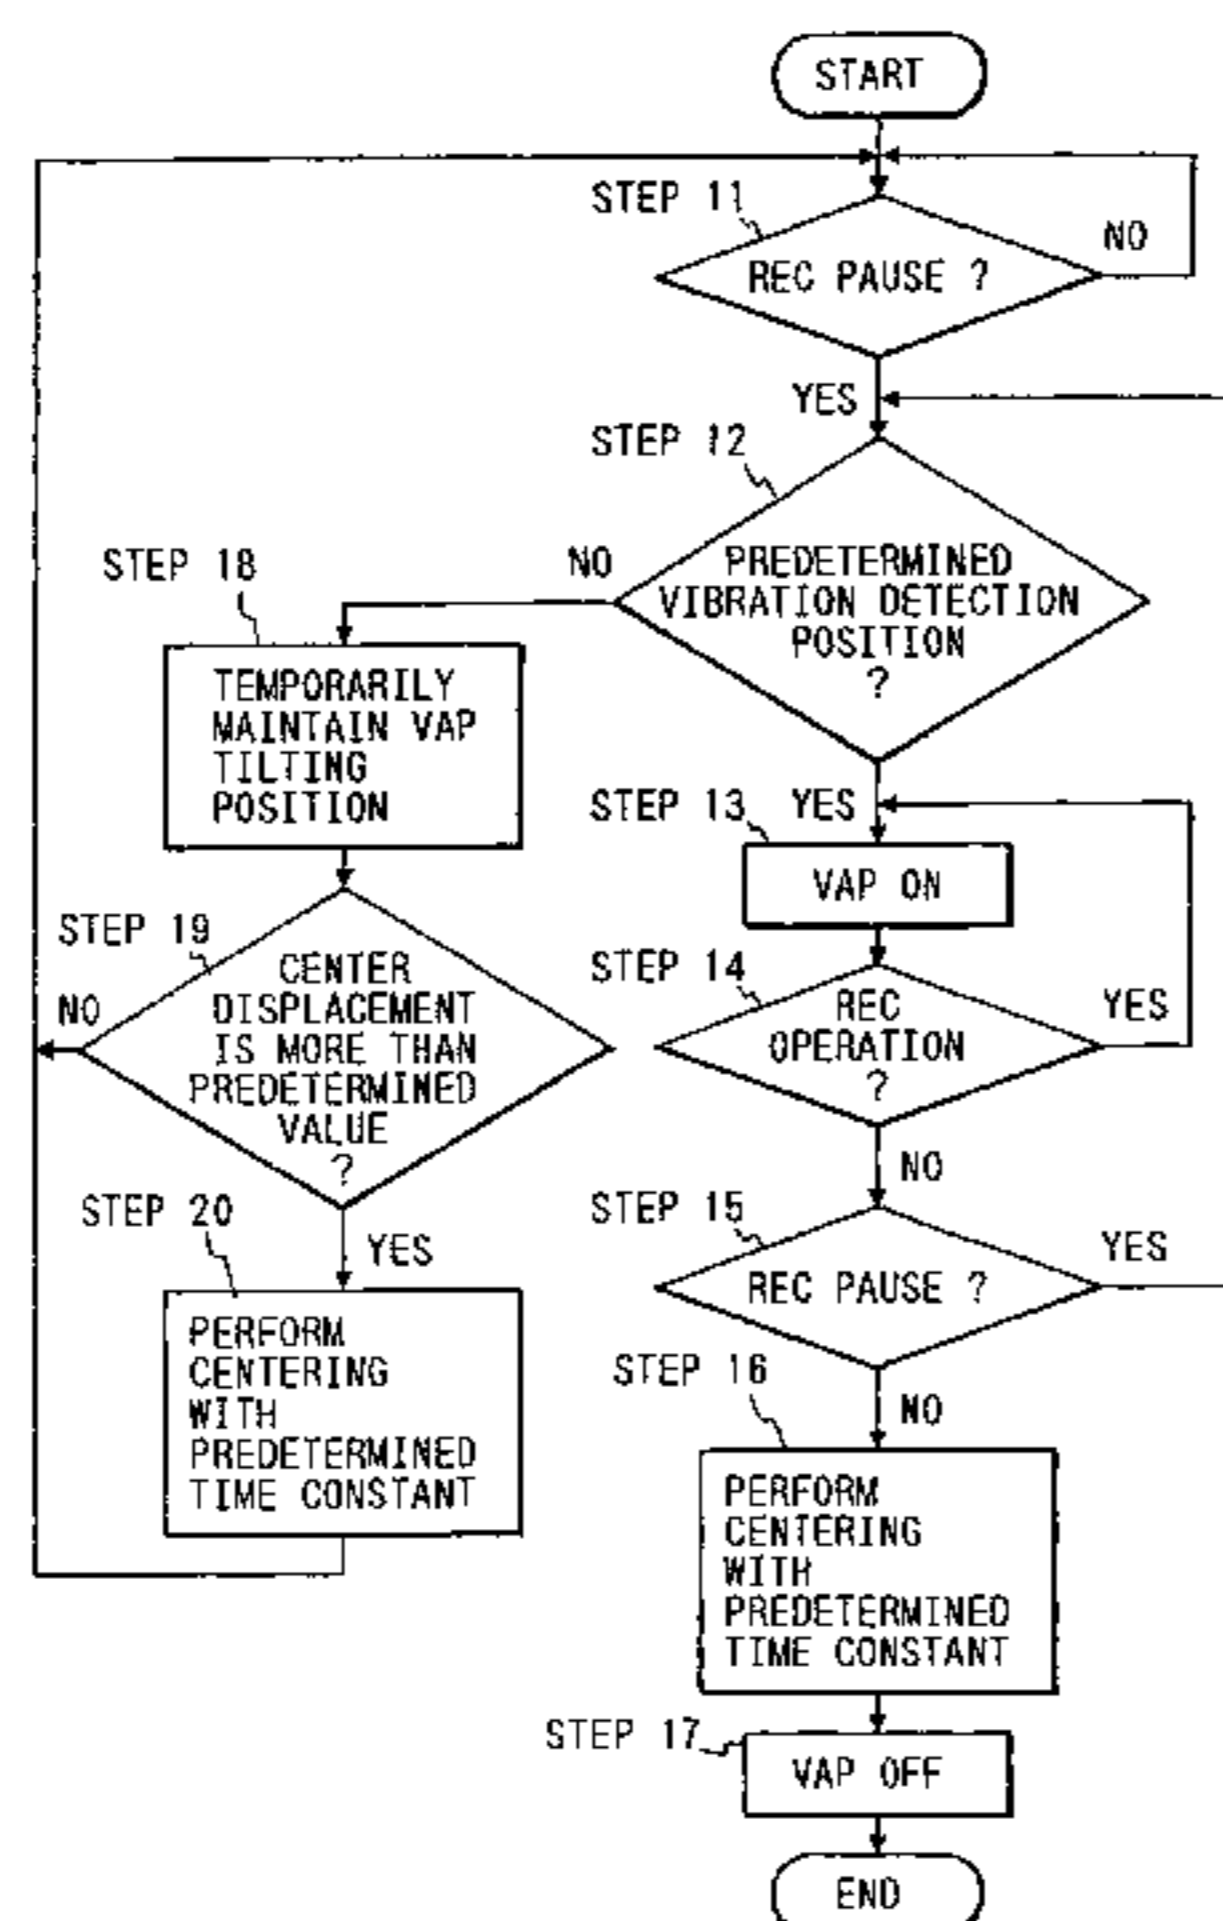 START
STEP 11
REC PAUSE ?
NO
YES
STEP 12
PREDETERMINED
VIBRATION DETECTION
POSITION
?
NO
STEP 18
TEMPORARILY
MAINTAIN VAP
TILTING
POSITION
STEP 13
YES
VAP ON
STEP 19
CENTER
DISPLACEMENT
IS MORE THAN
PREDETERMINED
VALUE
?
NO
STEP 14
REC
OPERATION
?
YES
NO
STEP 20
YES
PERFORM
CENTERING
WITH
PREDETERMINED
TIME CONSTANT
STEP 15
REC PAUSE ?
YES
STEP 16
NO
PERFORM
CENTERING
WITH
PREDETERMINED
TIME CONSTANT
STEP 17
VAP OFF
END